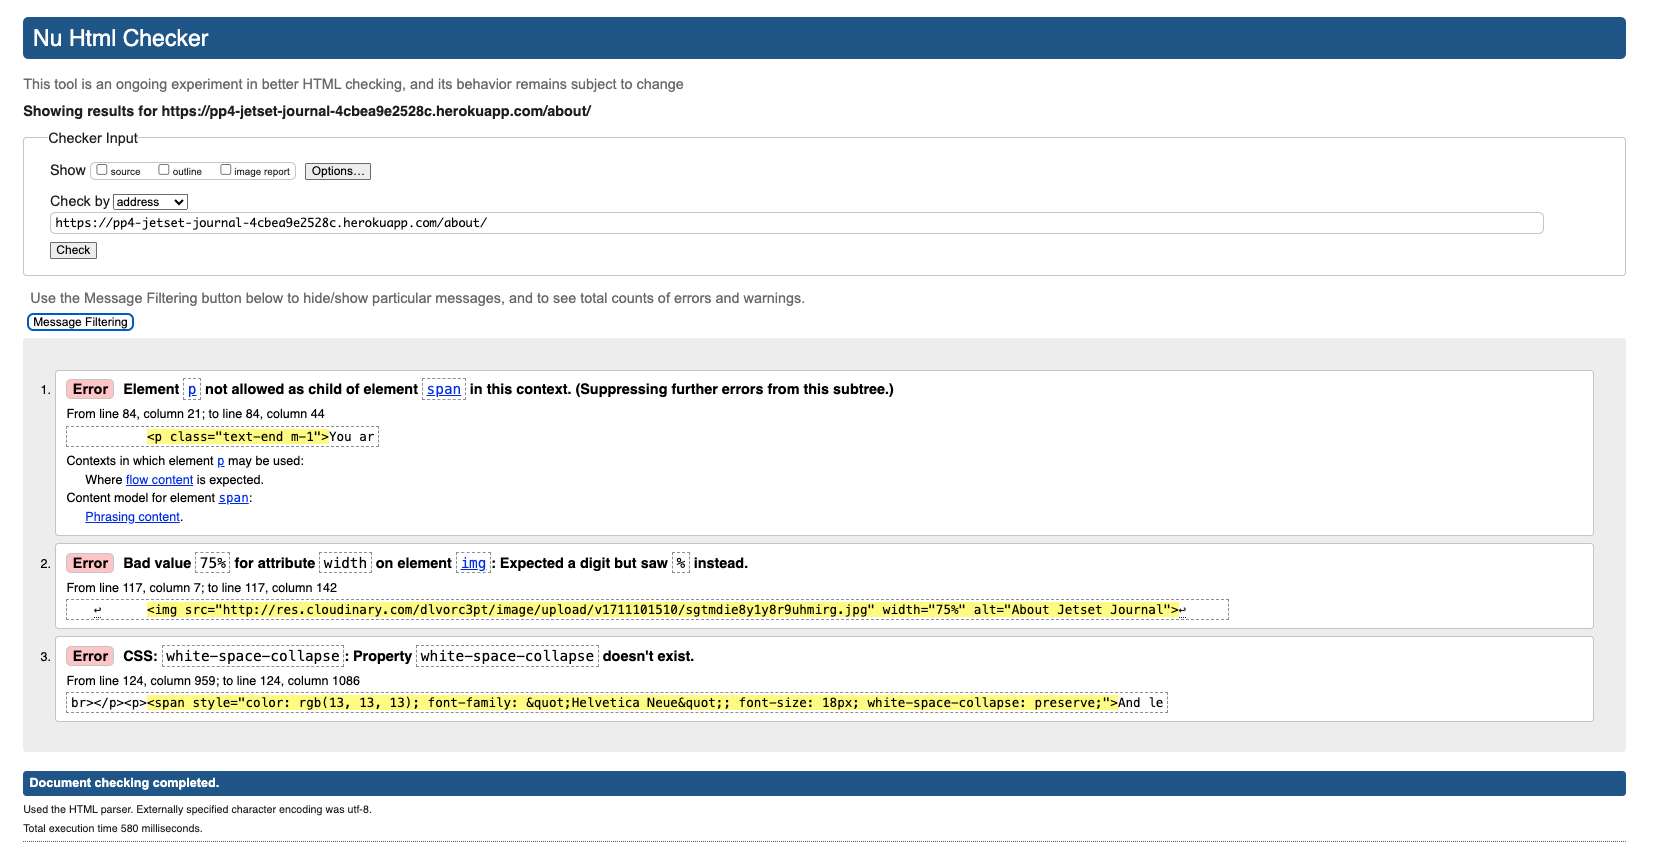 Nu Html Checker
This tool is an ongoing experiment in better HTML checking, and its behavior remains subject to change
Showing results for https://pp4-jetset-journal-4cbea9e2528c.herokuapp.com/about/
Checker Input
Show source outline image report Options...
Check by address
https://pp4-jetset-journal-4cbea9e2528c.herokuapp.com/about/
Check
Use the Message Filtering button below to hide/show particular messages, and to see total counts of errors and warnings.
Message Filtering
1. Error Element p not allowed as child of element span in this context. (Suppressing further errors from this subtree.)
From line 84, column 21; to line 84, column 44
<p class="text-end m-1">You ar
Contexts in which element p may be used:
Where flow content is expected.
Content model for element span:
Phrasing content.
2. Error Bad value 75% for attribute width on element img: Expected a digit but saw % instead.
From line 117, column 7; to line 117, column 142
↩ <img src="http://res.cloudinary.com/dlvorc3pt/image/upload/v1711101510/sgtmdie8y1y8r9uhmirg.jpg" width="75%" alt="About Jetset Journal">↩
3. Error CSS: white-space-collapse: Property white-space-collapse doesn't exist.
From line 124, column 959; to line 124, column 1086
br></p><p><span style="color: rgb(13, 13, 13); font-family: &quot;Helvetica Neue&quot;; font-size: 18px; white-space-collapse: preserve;">And le
Document checking completed.
Used the HTML parser. Externally specified character encoding was utf-8.
Total execution time 580 milliseconds.